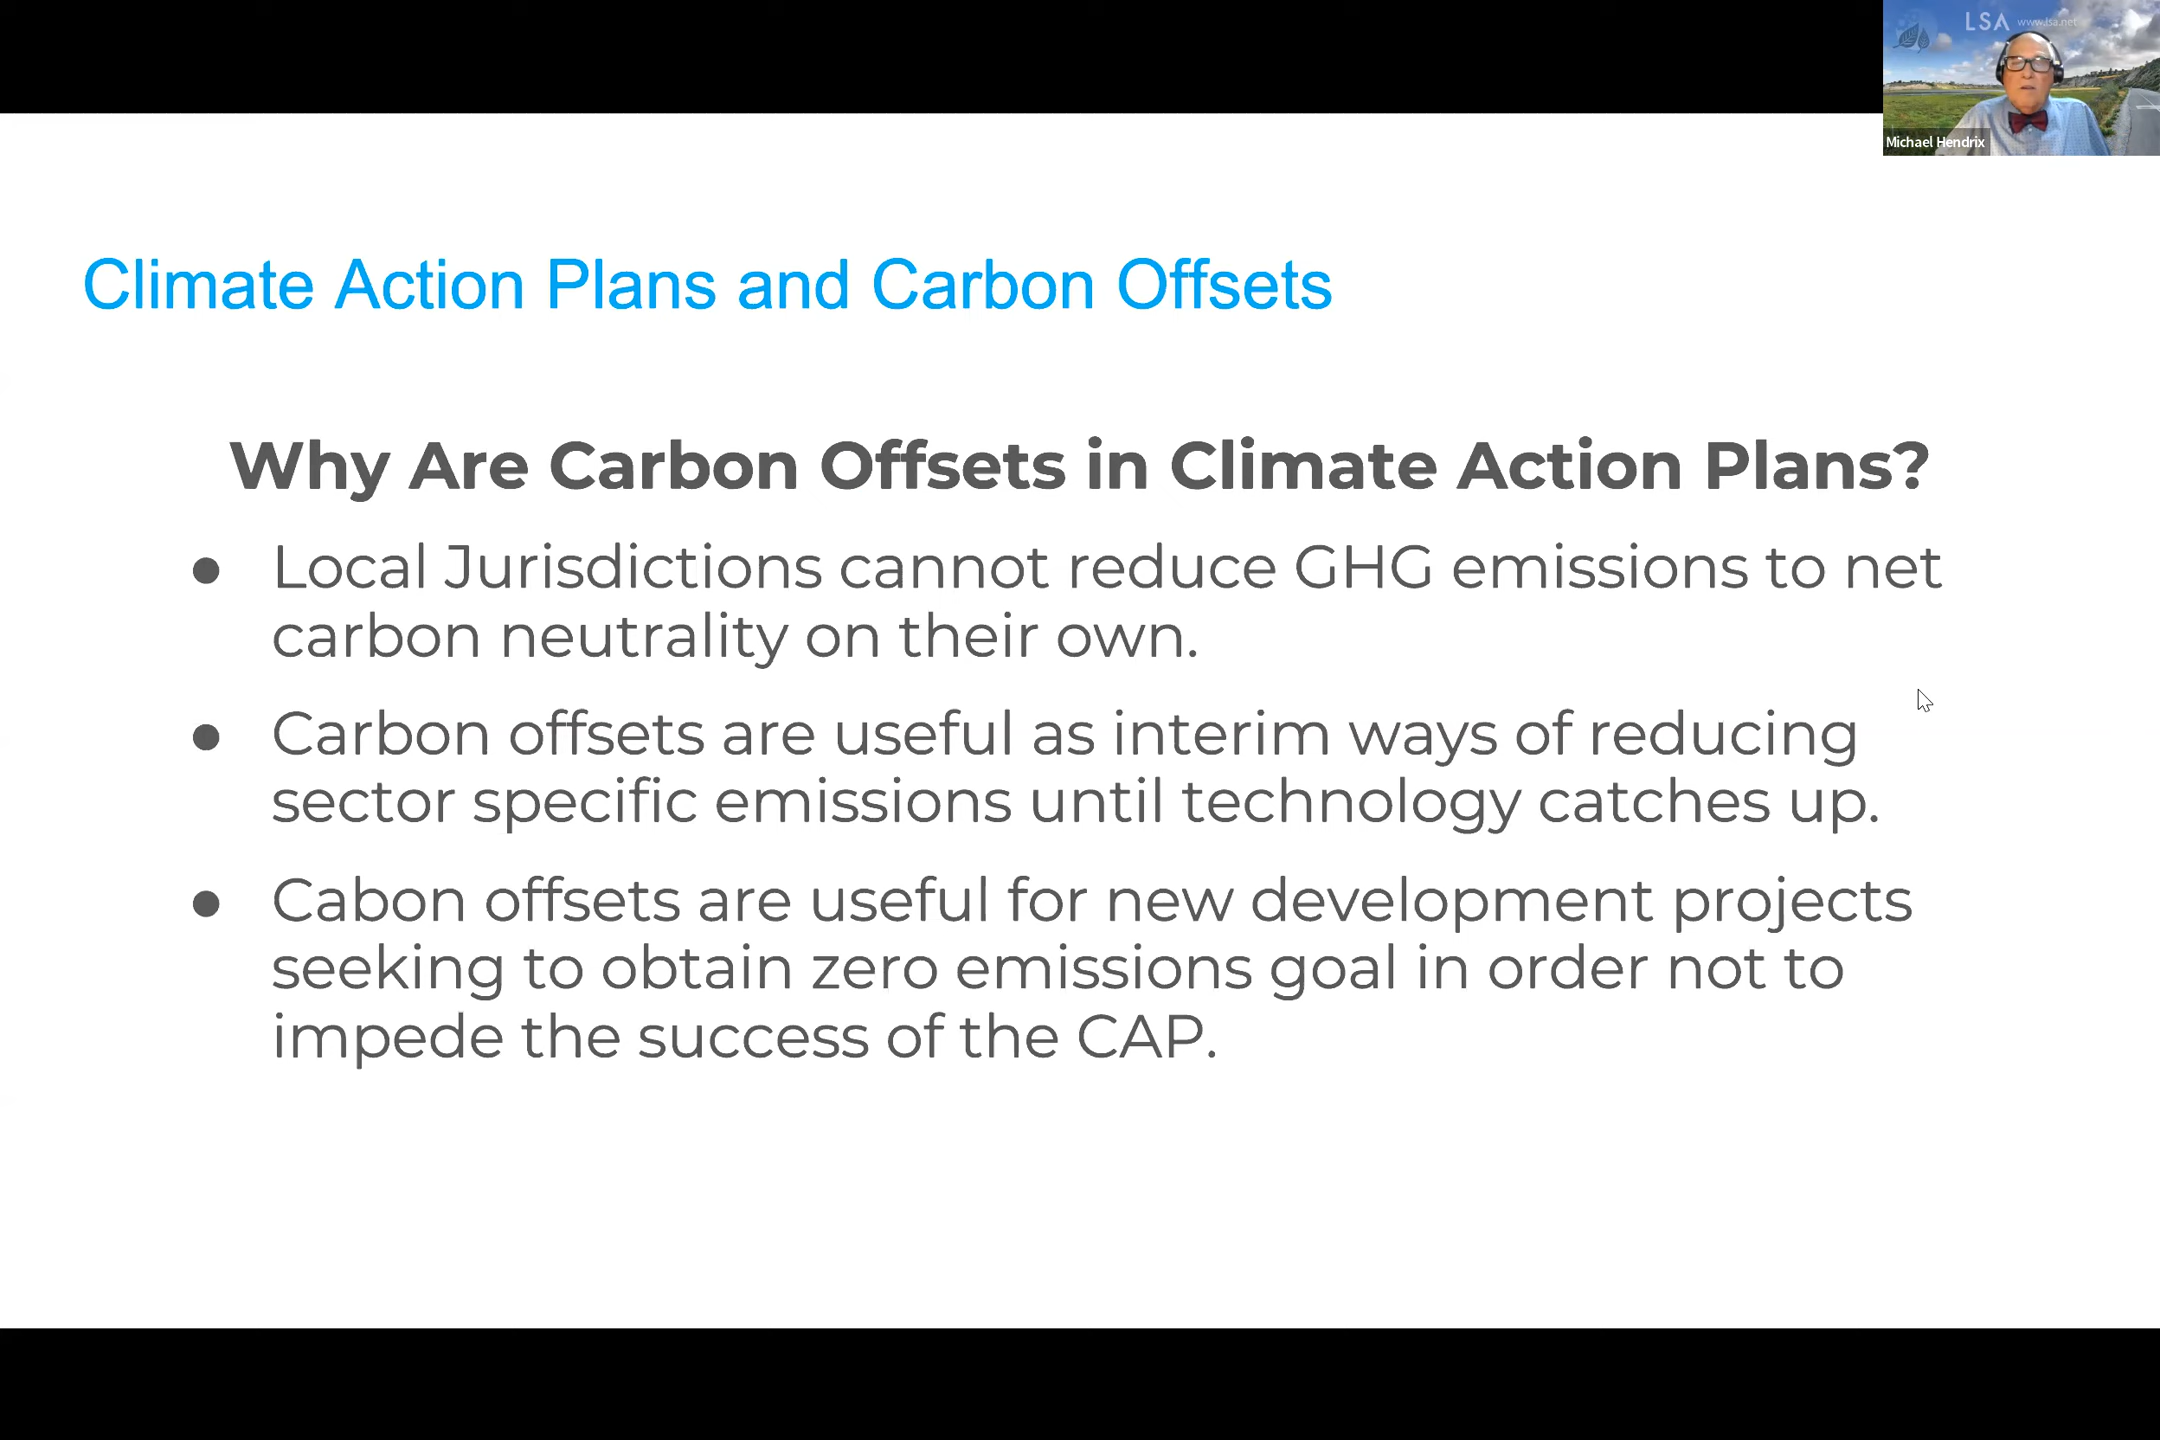 LSA www.lsa.net
Michael Hendrix
Climate Action Plans and Carbon Offsets
Why Are Carbon Offsets in Climate Action Plans?
● Local Jurisdictions cannot reduce GHG emissions to net
carbon neutrality on their own.
● Carbon offsets are useful as interim ways of reducing
sector specific emissions until technology catches up.
● Cabon offsets are useful for new development projects
seeking to obtain zero emissions goal in order not to
impede the success of the CAP.